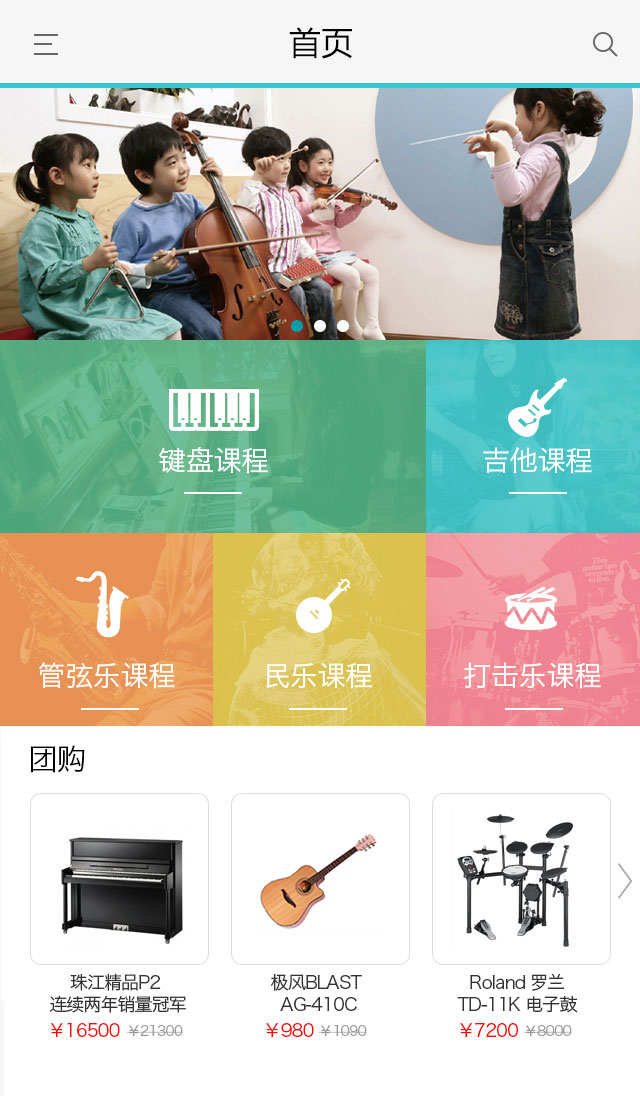 首页
键盘课程
吉他课程
管弦乐课程
民乐课程
打击乐课程
团购
珠江精品P2
连续两年销量冠军
¥16500 ¥21300
极风BLAST
AG-410C
¥980 ¥1090
Roland 罗兰
TD-11K 电子鼓
¥7200 ¥8000